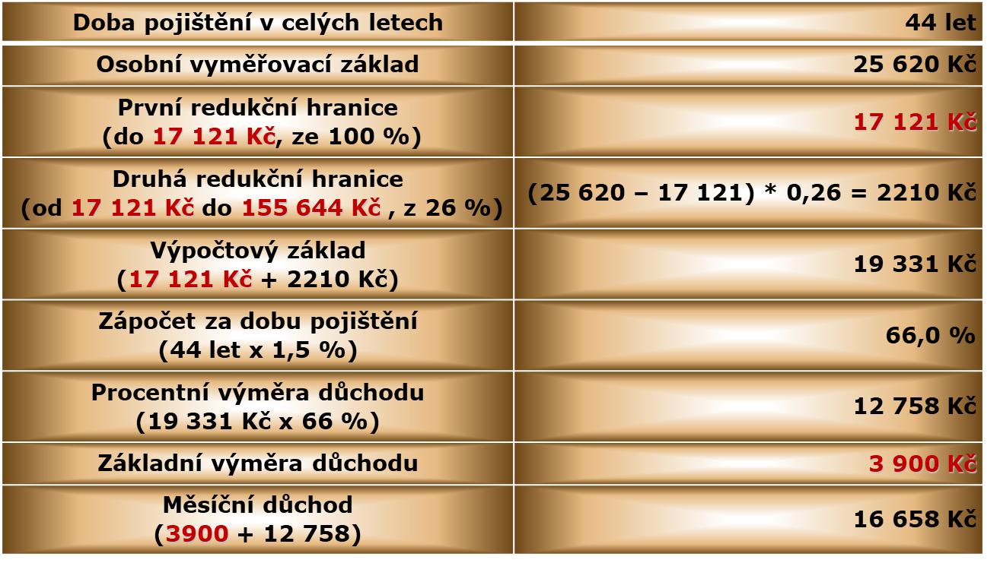 Doba pojištění v celých letech
44 let
Osobní vyměřovací základ
25 620 Kč
První redukční hranice
(do 17 121 Kč, ze 100 %)
17 121 Kč
Druhá redukční hranice
(od 17 121 Kč do 155 644 Kč , z 26 %)
(25 620 – 17 121) * 0,26 = 2210 Kč
Výpočtový základ
(17 121 Kč + 2210 Kč)
19 331 Kč
Zápočet za dobu pojištění
(44 let x 1,5 %)
66,0 %
Procentní výměra důchodu
(19 331 Kč x 66 %)
12 758 Kč
Základní výměra důchodu
3 900 Kč
Měsíční důchod
(3900 + 12 758)
16 658 Kč